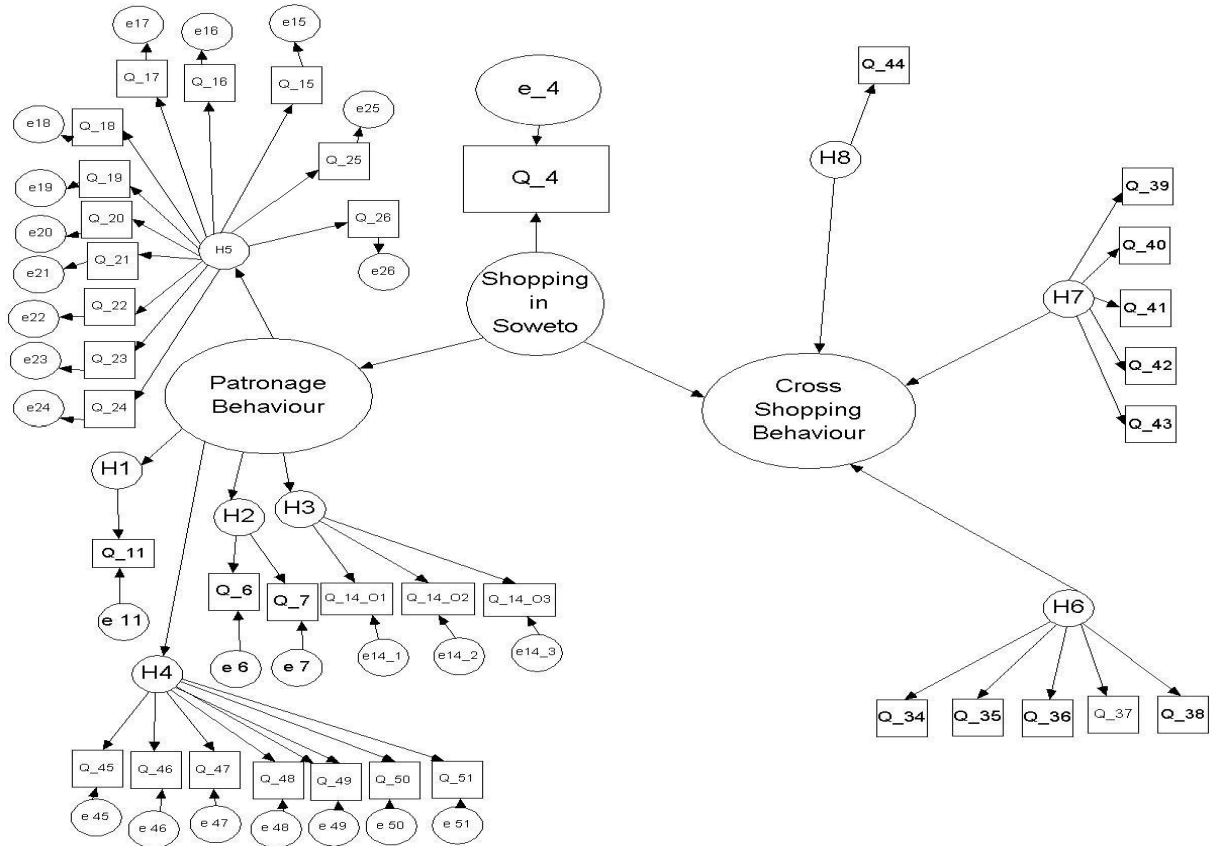 e17
e16
e15
Q_17
Q_16
Q_15
e_4
Q_44
e25
e18
Q_18
Q_25
H8
Q_4
e19
Q_19
Q_39
e20
Q_20
Q_26
Q_40
e21
Q_21
H5
e26
Shopping
in
Soweto
H7
Q_41
e22
Q_22
e23
Q_23
Q_42
e24
Q_24
Patronage
Behaviour
Cross
Shopping
Behaviour
Q_43
H1
H2
H3
Q_11
Q_6
Q_7
Q_14_O1
Q_14_O2
Q_14_O3
H6
e 11
e 6
e 7
e14_1
e14_2
e14_3
H4
Q_34
Q_35
Q_36
Q_37
Q_38
Q_45
Q_46
Q_47
Q_48
Q_49
Q_50
Q_51
e 45
e 46
e 47
e 48
e 49
e 50
e 51